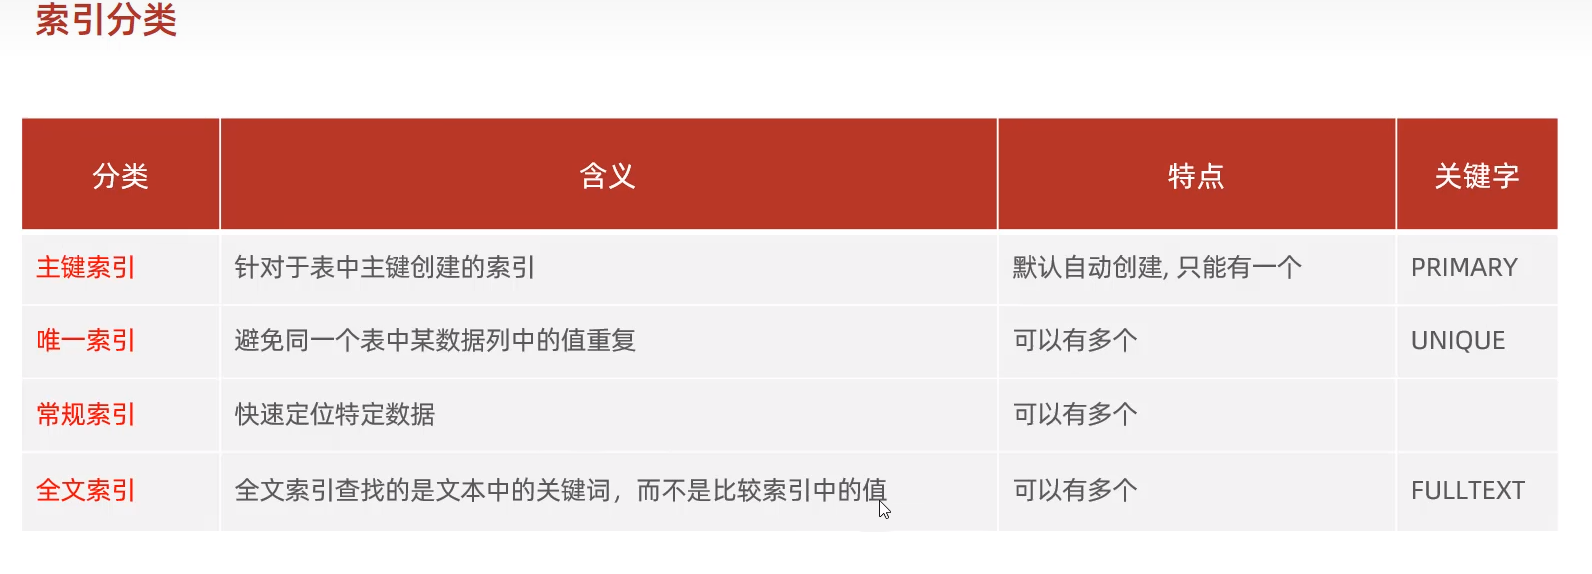 索引分类
分类 含义 特点 关键字
主键索引 针对于表中主键创建的索引 默认自动创建, 只能有一个 PRIMARY
唯一索引 避免同一个表中某数据列中的值重复 可以有多个 UNIQUE
常规索引 快速定位特定数据 可以有多个
全文索引 全文索引查找的是文本中的关键词，而不是比较索引中的值 可以有多个 FULLTEXT